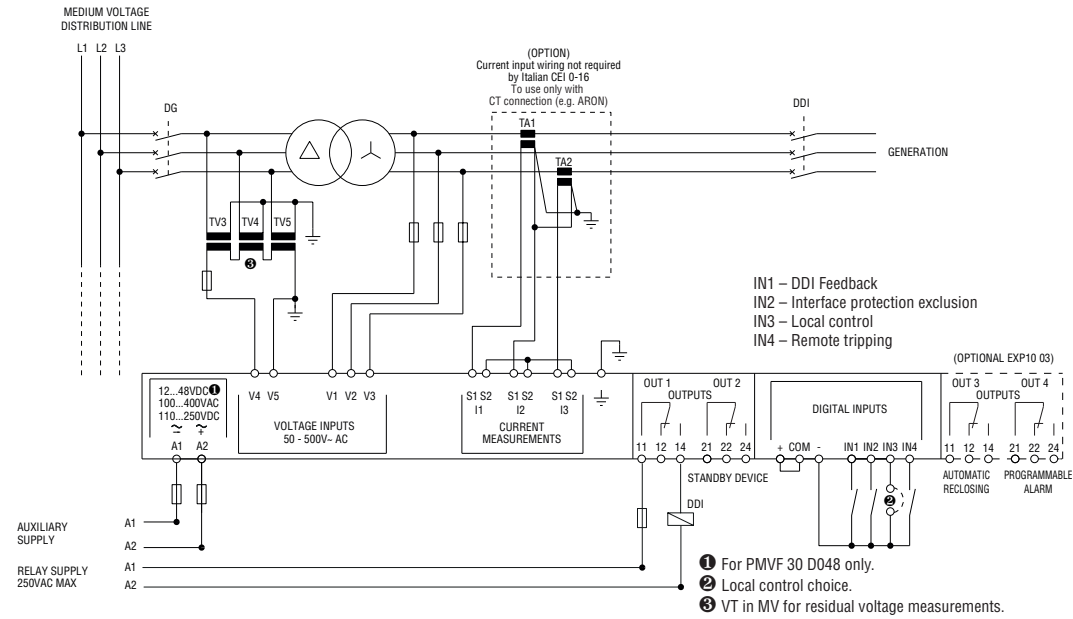 MEDIUM VOLTAGE
DISTRIBUTION LINE
L1 L2 L3
DG
(OPTION)
Current input wiring not required
by Italian CEI 0-16
To use only with
CT connection (e.g. ARON)
TA1
TA2
DDI
GENERATION
TV3 TV4 TV5
❸
IN1 – DDI Feedback
IN2 – Interface protection exclusion
IN3 – Local control
IN4 – Remote tripping
(OPTIONAL EXP10 03)
12...48VDC❶
100...400VAC
110...250VDC
~ ~
– +
A1 A2
V4 V5 V1 V2 V3
VOLTAGE INPUTS
50 - 500V~ AC
S1 S2 S1 S2 S1 S2
I1 I2 I3
CURRENT
MEASUREMENTS
OUT 1 OUT 2
OUTPUTS
11 12 14 21 22 24
STANDBY DEVICE
DIGITAL INPUTS
+ COM - IN1 IN2 IN3 IN4
OUT 3 OUT 4
OUTPUTS
11 12 14 21 22 24
AUTOMATIC
RECLOSING
PROGRAMMABLE
ALARM
DDI
❷
AUXILIARY
SUPPLY
A1
A2
RELAY SUPPLY
250VAC MAX
A1
A2
❶ For PMVF 30 D048 only.
❷ Local control choice.
❸ VT in MV for residual voltage measurements.